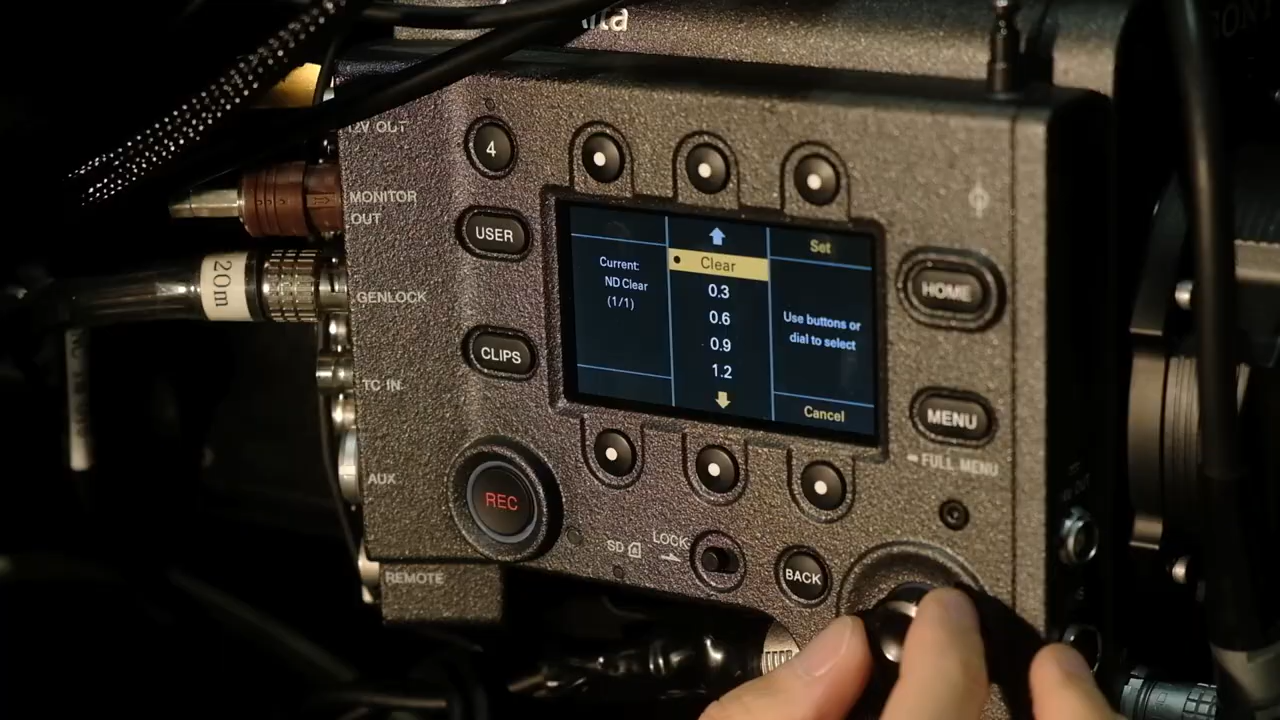 12V OUT
MONITOR
OUT
20m
GENLOCK
TC IN
AUX
REMOTE
4
USER
CLIPS
REC
Current:
ND Clear
(1/1)
Clear
0.3
0.6
0.9
1.2
Set
Use buttons or
dial to select
Cancel
HOME
MENU
FULL MENU
SD
LOCK
BACK